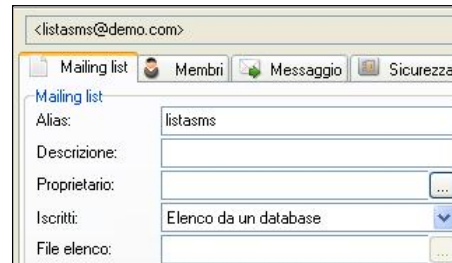 <listasms@demo.com>
Mailing list Membri Messaggio Sicurezza
Mailing list
Alias: listasms
Descrizione:
Proprietario: ...
Iscritti: Elenco da un database
File elenco: ...